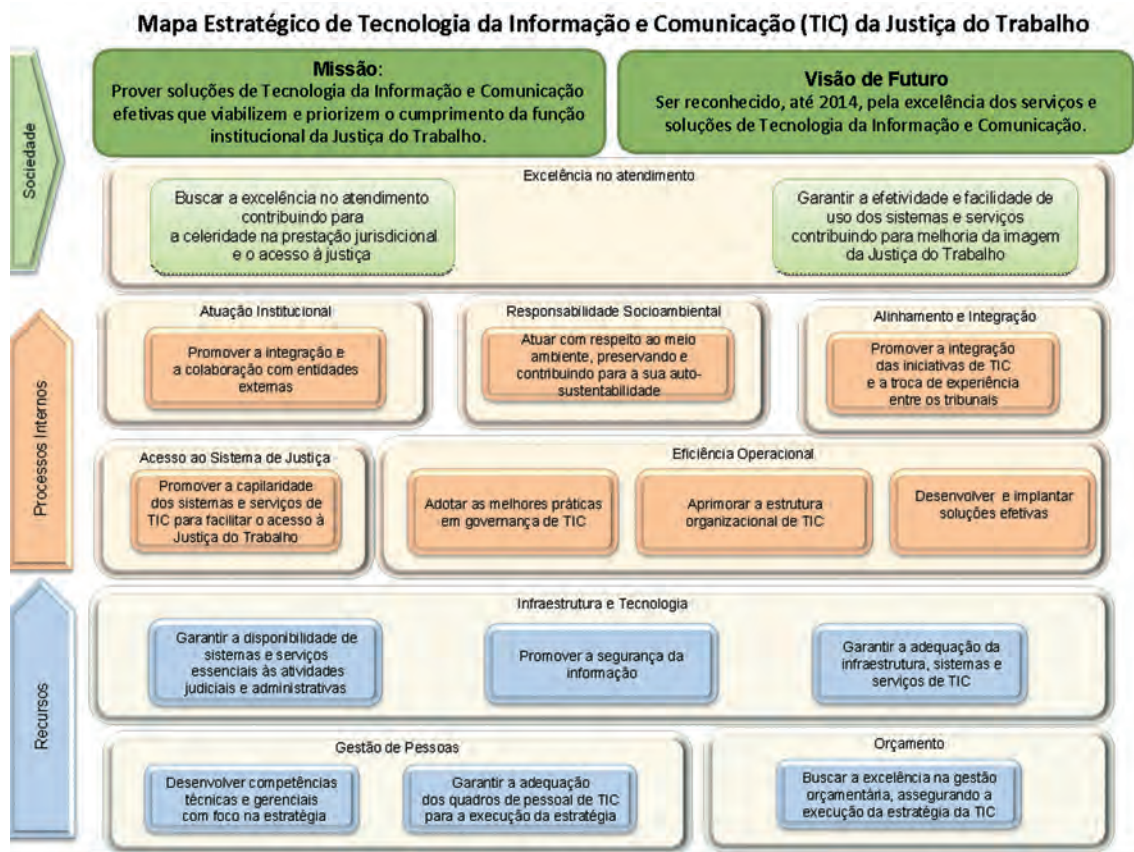 Mapa Estratégico de Tecnologia da Informação e Comunicação (TIC) da Justiça do Trabalho
Missão:
Prover soluções de Tecnologia da Informação e Comunicação
efetivas que viabilizem e priorizem o cumprimento da função
institucional da Justiça do Trabalho.
Visão de Futuro
Ser reconhecido, até 2014, pela excelência dos serviços e
soluções de Tecnologia da Informação e Comunicação.
Sociedade
Excelência no atendimento
Buscar a excelência no atendimento
contribuindo para
a celeridade na prestação jurisdicional
e o acesso à justiça
Garantir a efetividade e facilidade de
uso dos sistemas e serviços
contribuindo para melhoria da imagem
da Justiça do Trabalho
Processos Internos
Atuação Institucional
Promover a integração e
a colaboração com entidades
externas
Responsabilidade Socioambiental
Atuar com respeito ao meio
ambiente, preservando e
contribuindo para a sua auto-
sustentabilidade
Alinhamento e Integração
Promover a integração
das iniciativas de TIC
e a troca de experiência
entre os tribunais
Acesso ao Sistema de Justiça
Promover a capilaridade
dos sistemas e serviços de
TIC para facilitar o acesso à
Justiça do Trabalho
Eficiência Operacional
Adotar as melhores práticas
em governança de TIC
Aprimorar a estrutura
organizacional de TIC
Desenvolver e implantar
soluções efetivas
Recursos
Infraestrutura e Tecnologia
Garantir a disponibilidade de
sistemas e serviços
essenciais às atividades
judiciais e administrativas
Promover a segurança da
informação
Garantir a adequação da
infraestrutura, sistemas e
serviços de TIC
Gestão de Pessoas
Desenvolver competências
técnicas e gerenciais
com foco na estratégia
Garantir a adequação
dos quadros de pessoal de TIC
para a execução da estratégia
Orçamento
Buscar a excelência na gestão
orçamentária, assegurando a
execução da estratégia da TIC